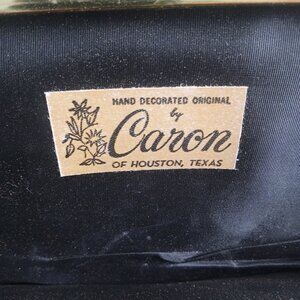 HAND DECORATED ORIGINAL
by
Caron
OF HOUSTON, TEXAS